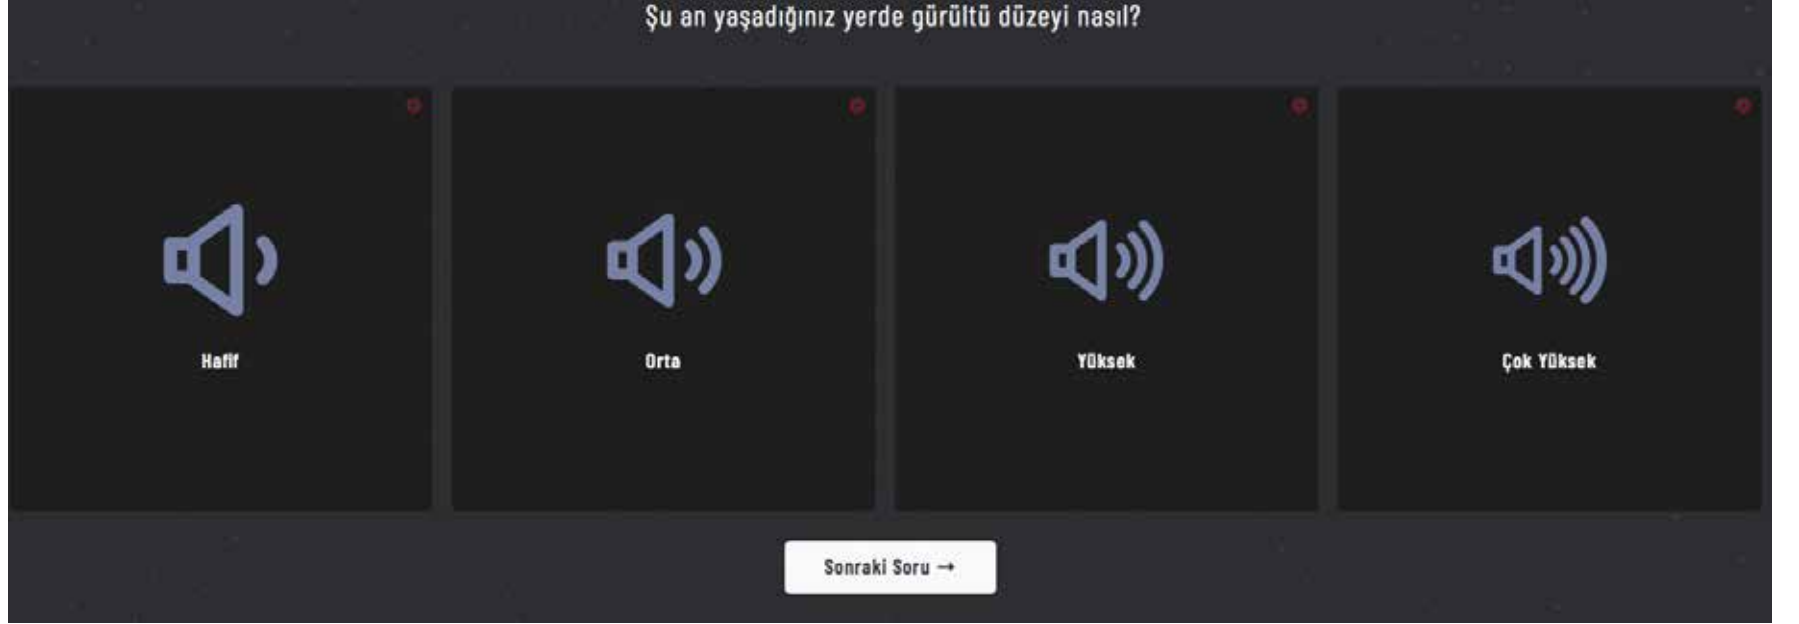 Şu an yaşadığınız yerde gürültü düzeyi nasıl?
Hafif
Orta
Yüksek
Çok Yüksek
Sonraki Soru →